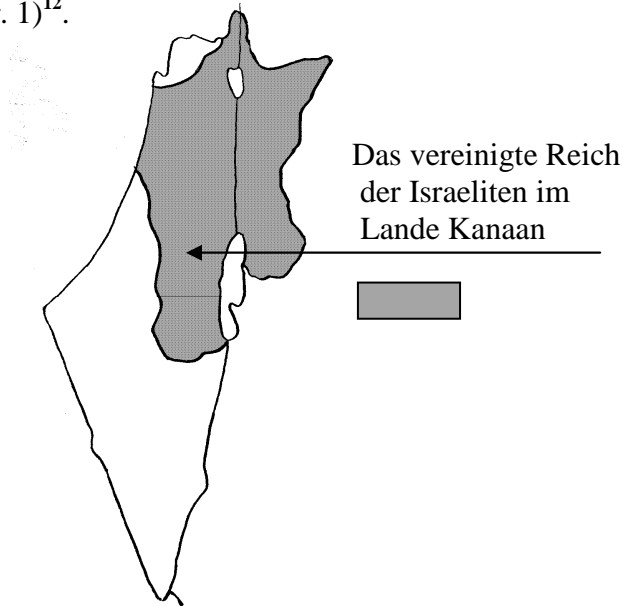 . 1)¹².
Das vereinigte Reich
der Israeliten im
Lande Kanaan